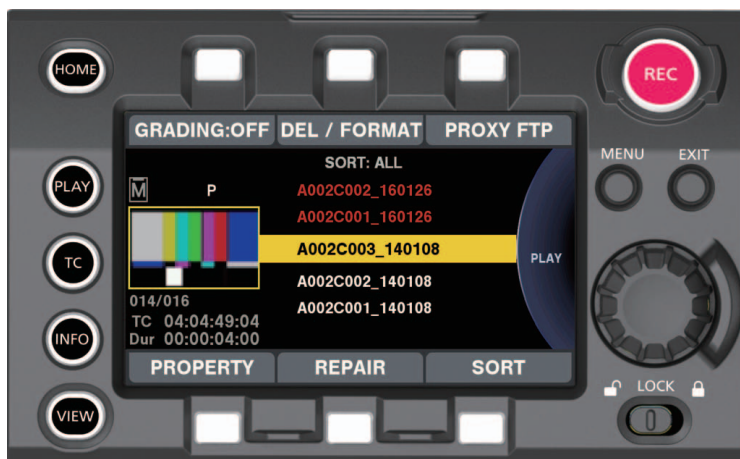 HOME
REC
GRADING:OFF DEL / FORMAT PROXY FTP
SORT: ALL
MENU EXIT
PLAY
M P
A002C002_160126
A002C001_160126
A002C003_140108
PLAY
TC
A002C002_140108
A002C001_140108
014/016
TC 04:04:49:04
Dur 00:00:04:00
INFO
PROPERTY REPAIR SORT
LOCK
VIEW